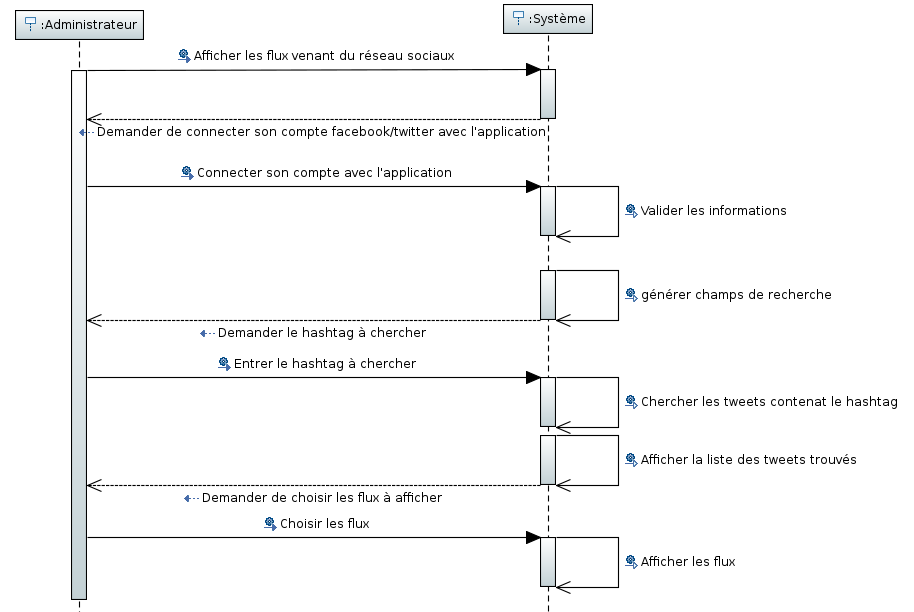 :Administrateur
:Système
Afficher les flux venant du réseau sociaux
Demander de connecter son compte facebook/twitter avec l'application
Connecter son compte avec l'application
Valider les informations
générer champs de recherche
Demander le hashtag à chercher
Entrer le hashtag à chercher
Chercher les tweets contenat le hashtag
Afficher la liste des tweets trouvés
Demander de choisir les flux à afficher
Choisir les flux
Afficher les flux